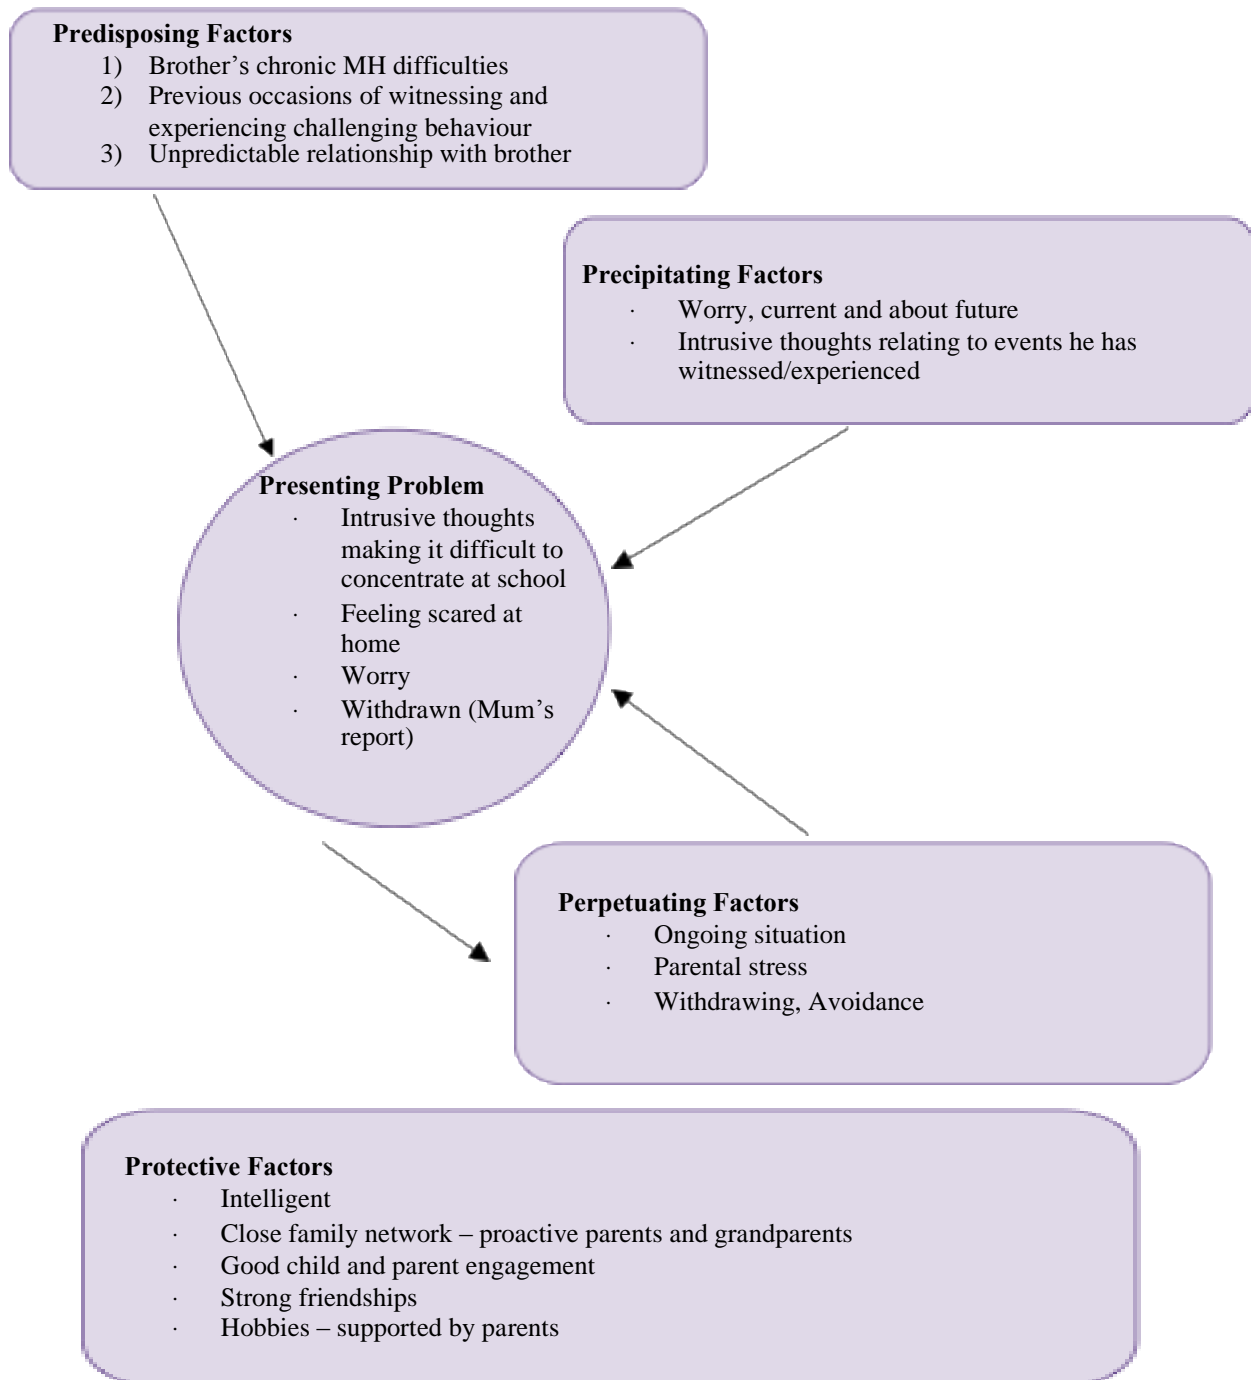 Predisposing Factors
1) Brother’s chronic MH difficulties
2) Previous occasions of witnessing and
experiencing challenging behaviour
3) Unpredictable relationship with brother
Precipitating Factors
· Worry, current and about future
· Intrusive thoughts relating to events he has
witnessed/experienced
Presenting Problem
· Intrusive thoughts
making it difficult to
concentrate at school
· Feeling scared at
home
· Worry
· Withdrawn (Mum’s
report)
Perpetuating Factors
· Ongoing situation
· Parental stress
· Withdrawing, Avoidance
Protective Factors
· Intelligent
· Close family network – proactive parents and grandparents
· Good child and parent engagement
· Strong friendships
· Hobbies – supported by parents